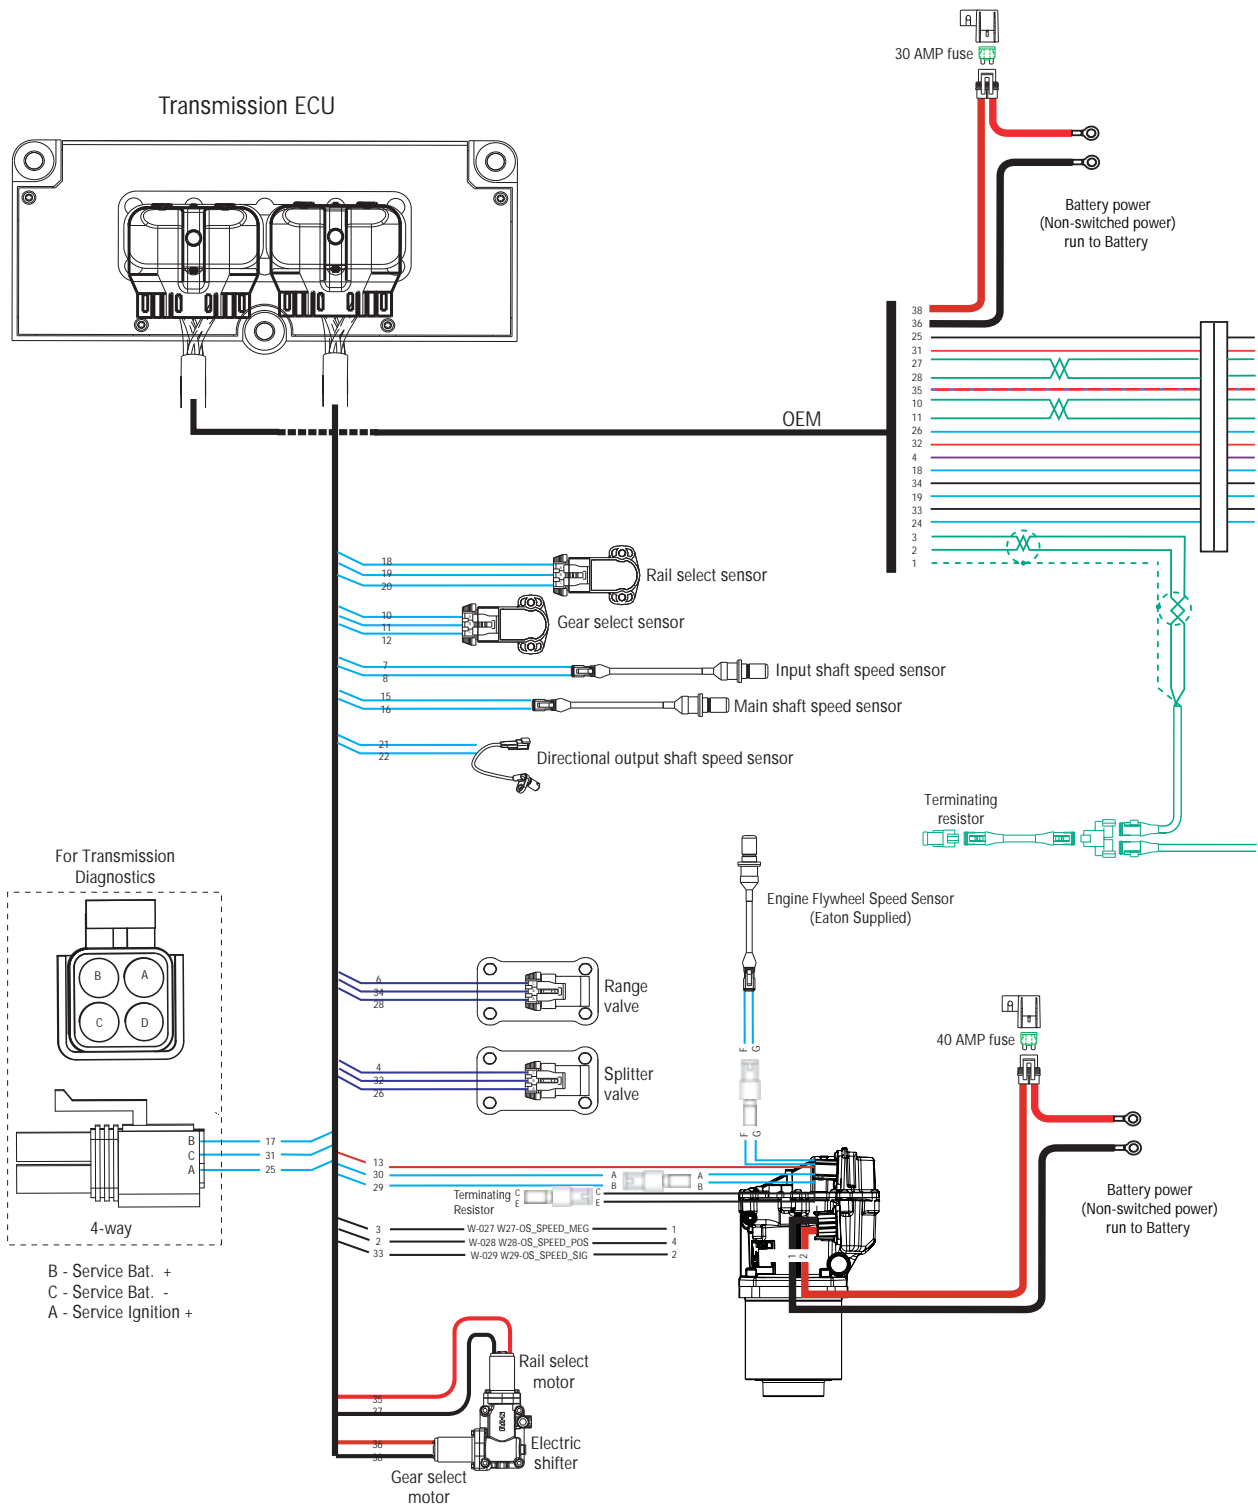 30 AMP fuse
Transmission ECU
Battery power
(Non-switched power)
run to Battery
38
36
25
31
27
28
35
10
11
26
32
4
18
34
19
33
24
3
2
1
OEM
18
19
20
Rail select sensor
10
11
12
Gear select sensor
7
8
Input shaft speed sensor
15
16
Main shaft speed sensor
21
22
Directional output shaft speed sensor
Terminating
resistor
For Transmission
Diagnostics
B
A
C
D
Engine Flywheel Speed Sensor
(Eaton Supplied)
6
34
28
Range
valve
F
G
40 AMP fuse
4
32
26
Splitter
valve
F
G
B
C
A
17
31
25
4-way
13
30
29
A
B
A
B
Terminating
Resistor
C
E
C
E
3
W-027 W27-OS_SPEED_MEG
1
2
W-028 W28-OS_SPEED_POS
4
33
W-029 W29-OS_SPEED_SIG
2
1
2
Battery power
(Non-switched power)
run to Battery
B - Service Bat. +
C - Service Bat. -
A - Service Ignition +
Rail select
motor
35
37
36
38
Electric
shifter
Gear select
motor